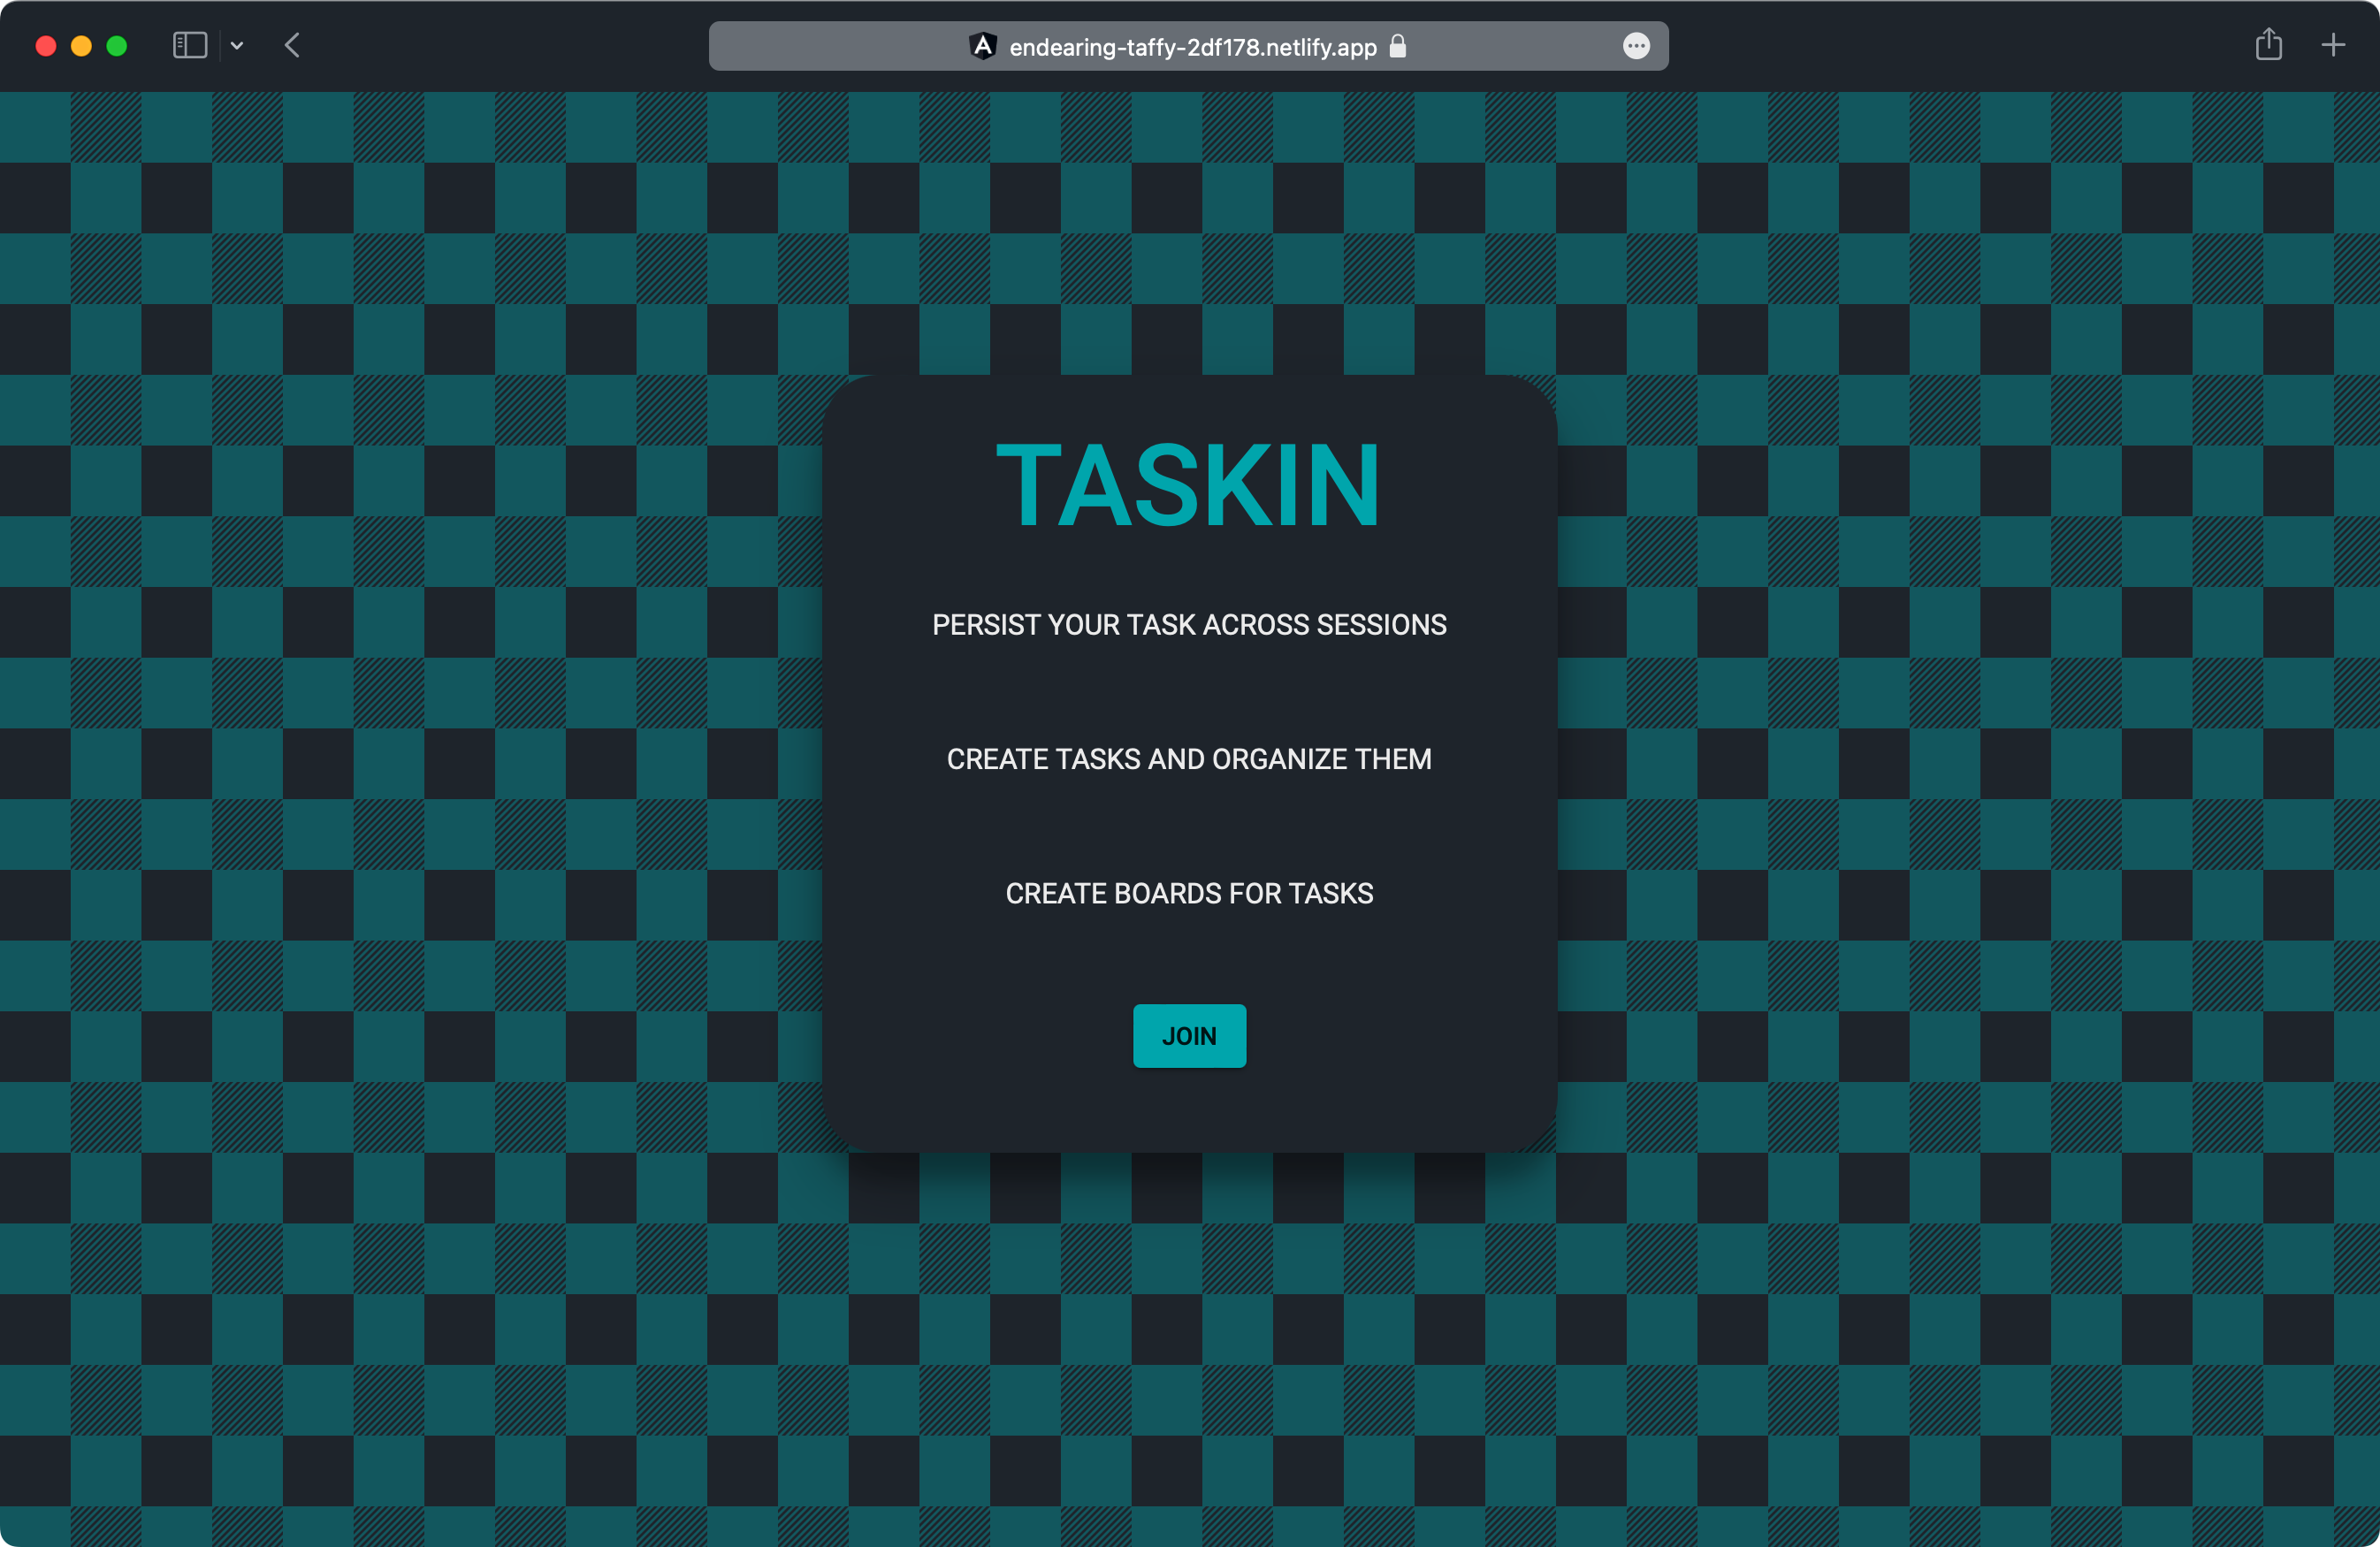 endearing-taffy-2df178.netlify.app
TASKIN
PERSIST YOUR TASK ACROSS SESSIONS
CREATE TASKS AND ORGANIZE THEM
CREATE BOARDS FOR TASKS
JOIN